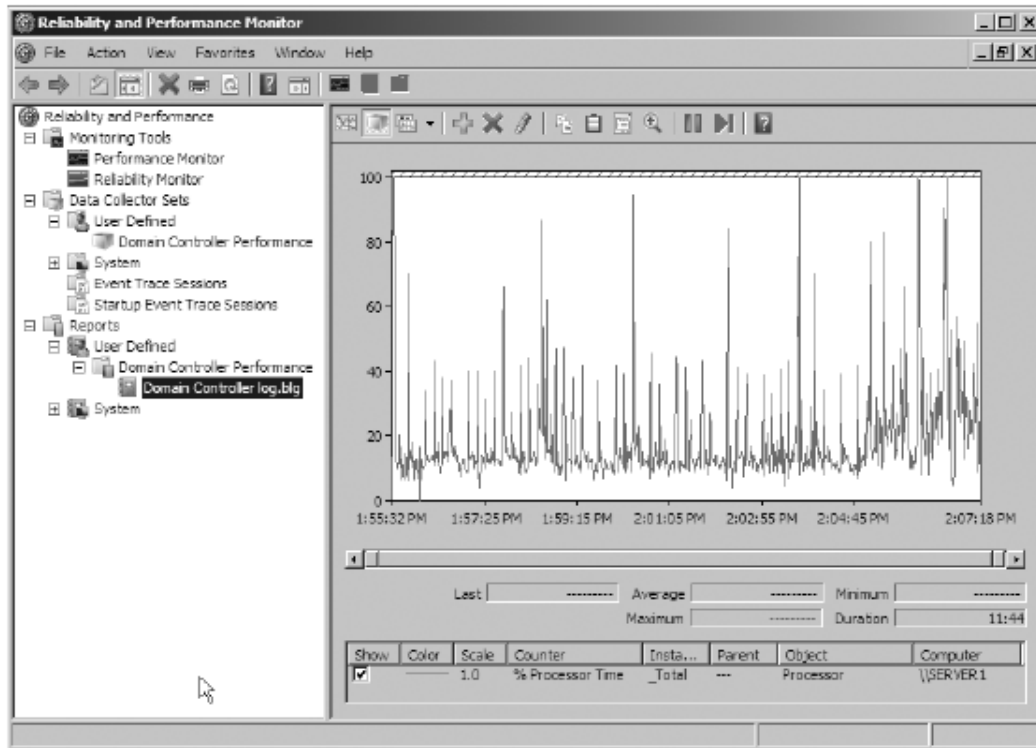 Reliability and Performance Monitor
File Action View Favorites Window Help
Reliability and Performance
Monitoring Tools
Performance Monitor
Reliability Monitor
Data Collector Sets
User Defined
Domain Controller Performance
System
Event Trace Sessions
Startup Event Trace Sessions
Reports
User Defined
Domain Controller Performance
Domain Controller log.blg
System
100
80
60
40
20
0
1:55:32 PM 1:57:25 PM 1:59:15 PM 2:01:05 PM 2:02:55 PM 2:04:45 PM 2:07:18 PM
Last --------- Average --------- Minimum ---------
Maximum --------- Duration 11:44
Show Color Scale Counter Insta... Parent Object Computer
1.0 % Processor Time _Total --- Processor \\SERVER1